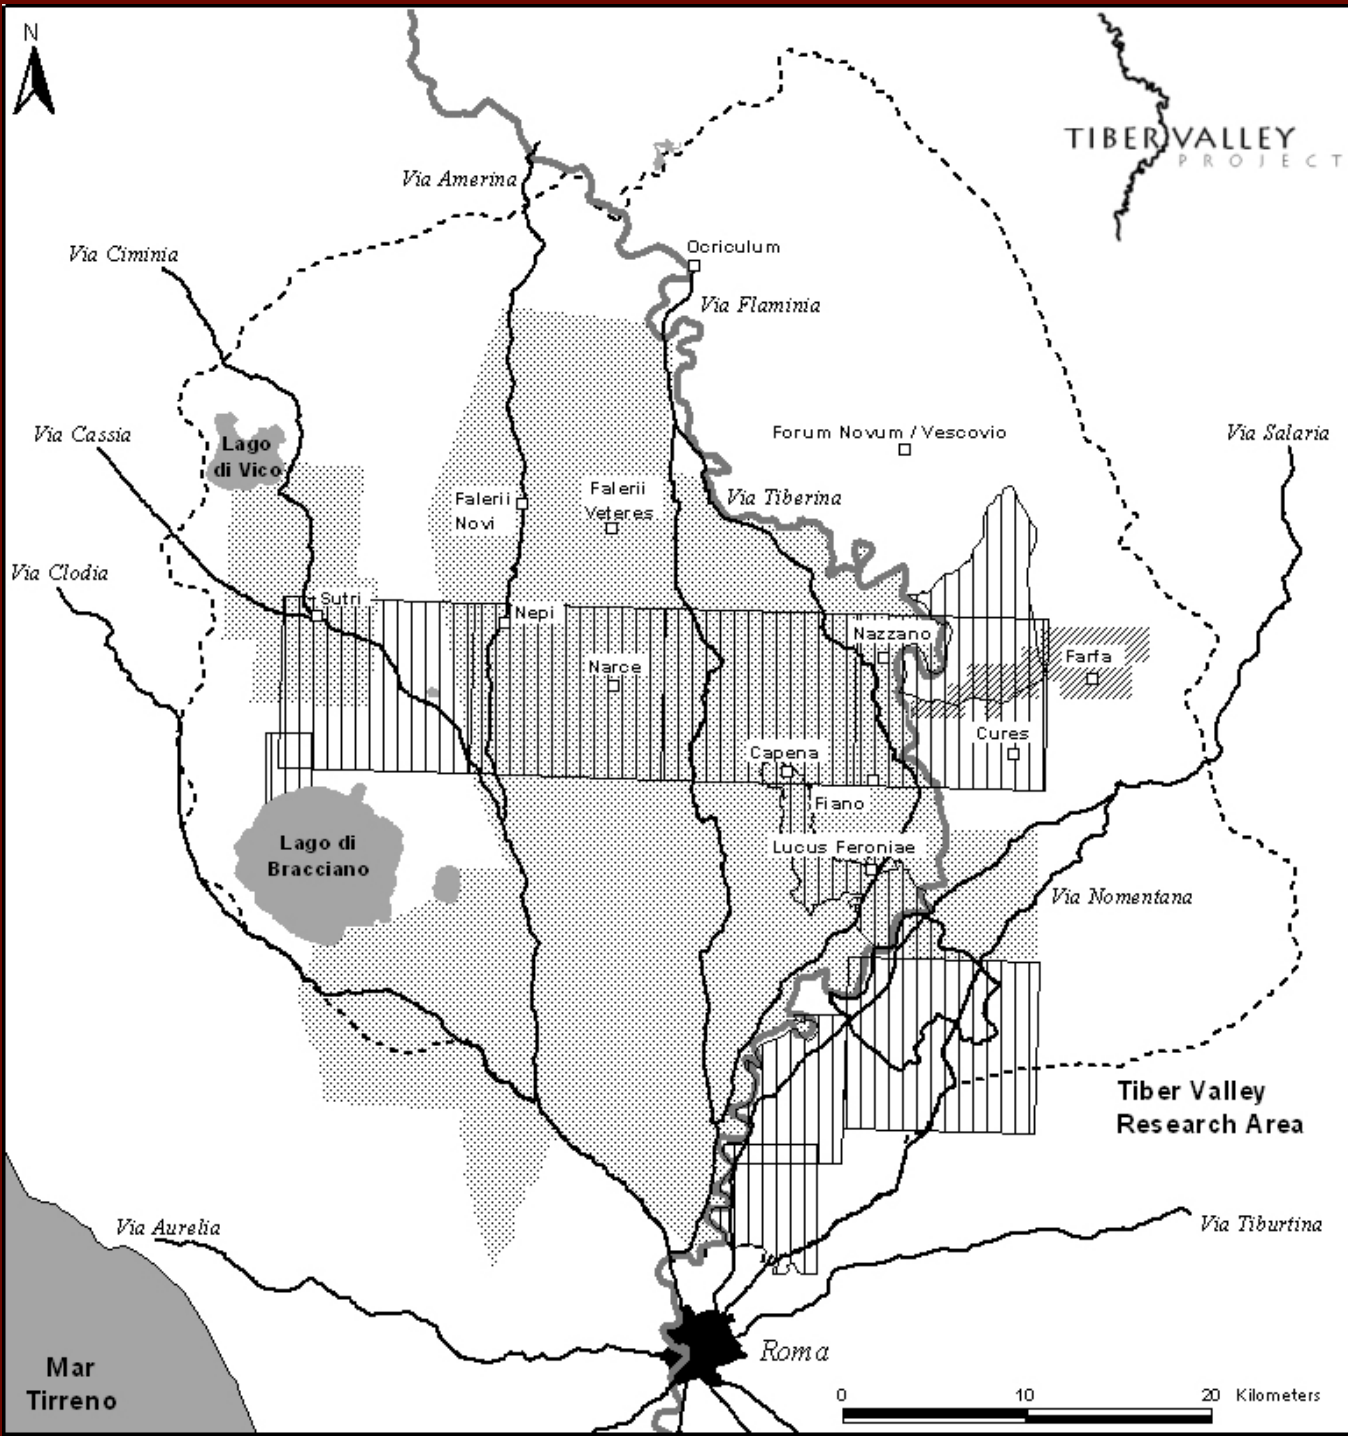 N
TIBER VALLEY
PROJECT
Via Amerina
Via Ciminia
Ocriculum
Via Flaminia
Via Cassia
Lago
di Vico
Forum Novum / Vescovio
Via Salaria
Falerii
Novi
Falerii
Veteres
Via Tiberina
Via Clodia
Sutri
Nepi
Nazzano
Narce
Farfa
Cures
Capena
Fiano
Lago di
Bracciano
Lucus Feroniae
Via Nomentana
Tiber Valley
Research Area
Via Aurelia
Via Tiburtina
Roma
Mar
Tirreno
0 10 20 Kilometers